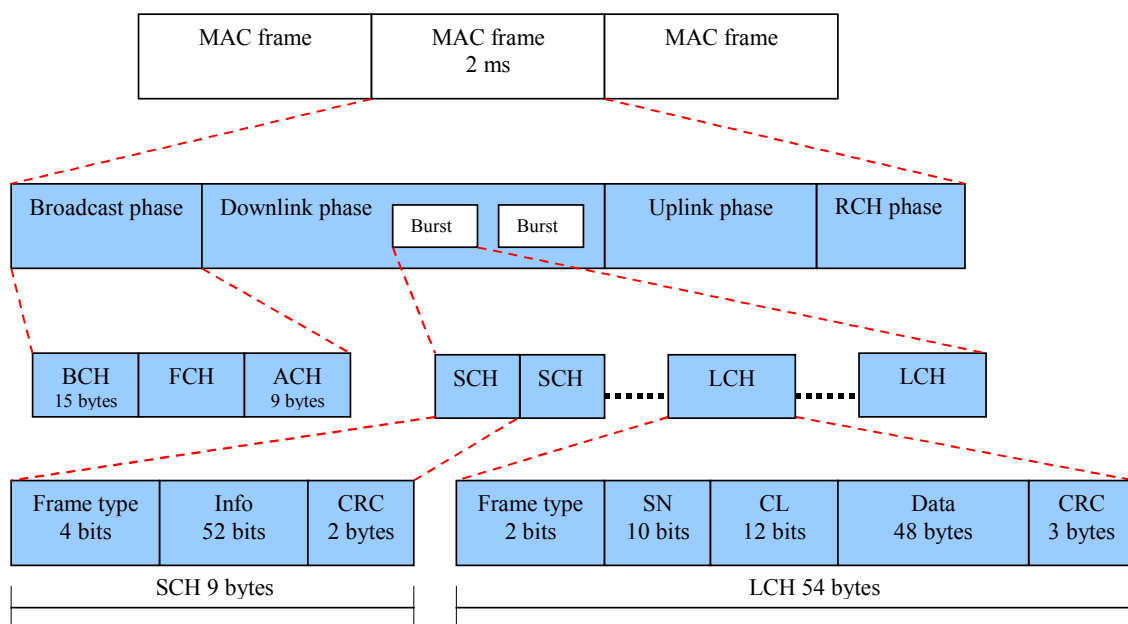 MAC frame
MAC frame
2 ms
MAC frame
Broadcast phase
Downlink phase
Burst
Burst
Uplink phase
RCH phase
BCH
15 bytes
FCH
ACH
9 bytes
SCH
SCH
LCH
LCH
Frame type
4 bits
Info
52 bits
CRC
2 bytes
Frame type
2 bits
SN
10 bits
CL
12 bits
Data
48 bytes
CRC
3 bytes
SCH 9 bytes
LCH 54 bytes